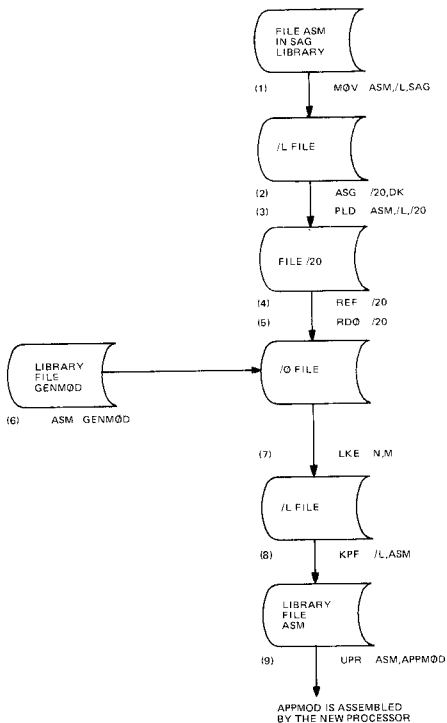 FILE ASM
IN SAG
LIBRARY
(1) MØV ASM,/L,SAG
/L FILE
(2) ASG /20,DK
(3) PLD ASM,/L,/20
FILE /20
(4) REF /20
(5) RDØ /20
LIBRARY
FILE
GENMØD
/Ø FILE
(6) ASM GENMØD
(7) LKE N,M
/L FILE
(8) KPF /L,ASM
LIBRARY
FILE
ASM
(9) UPR ASM,APPMØD
APPMOD IS ASSEMBLED
BY THE NEW PROCESSOR